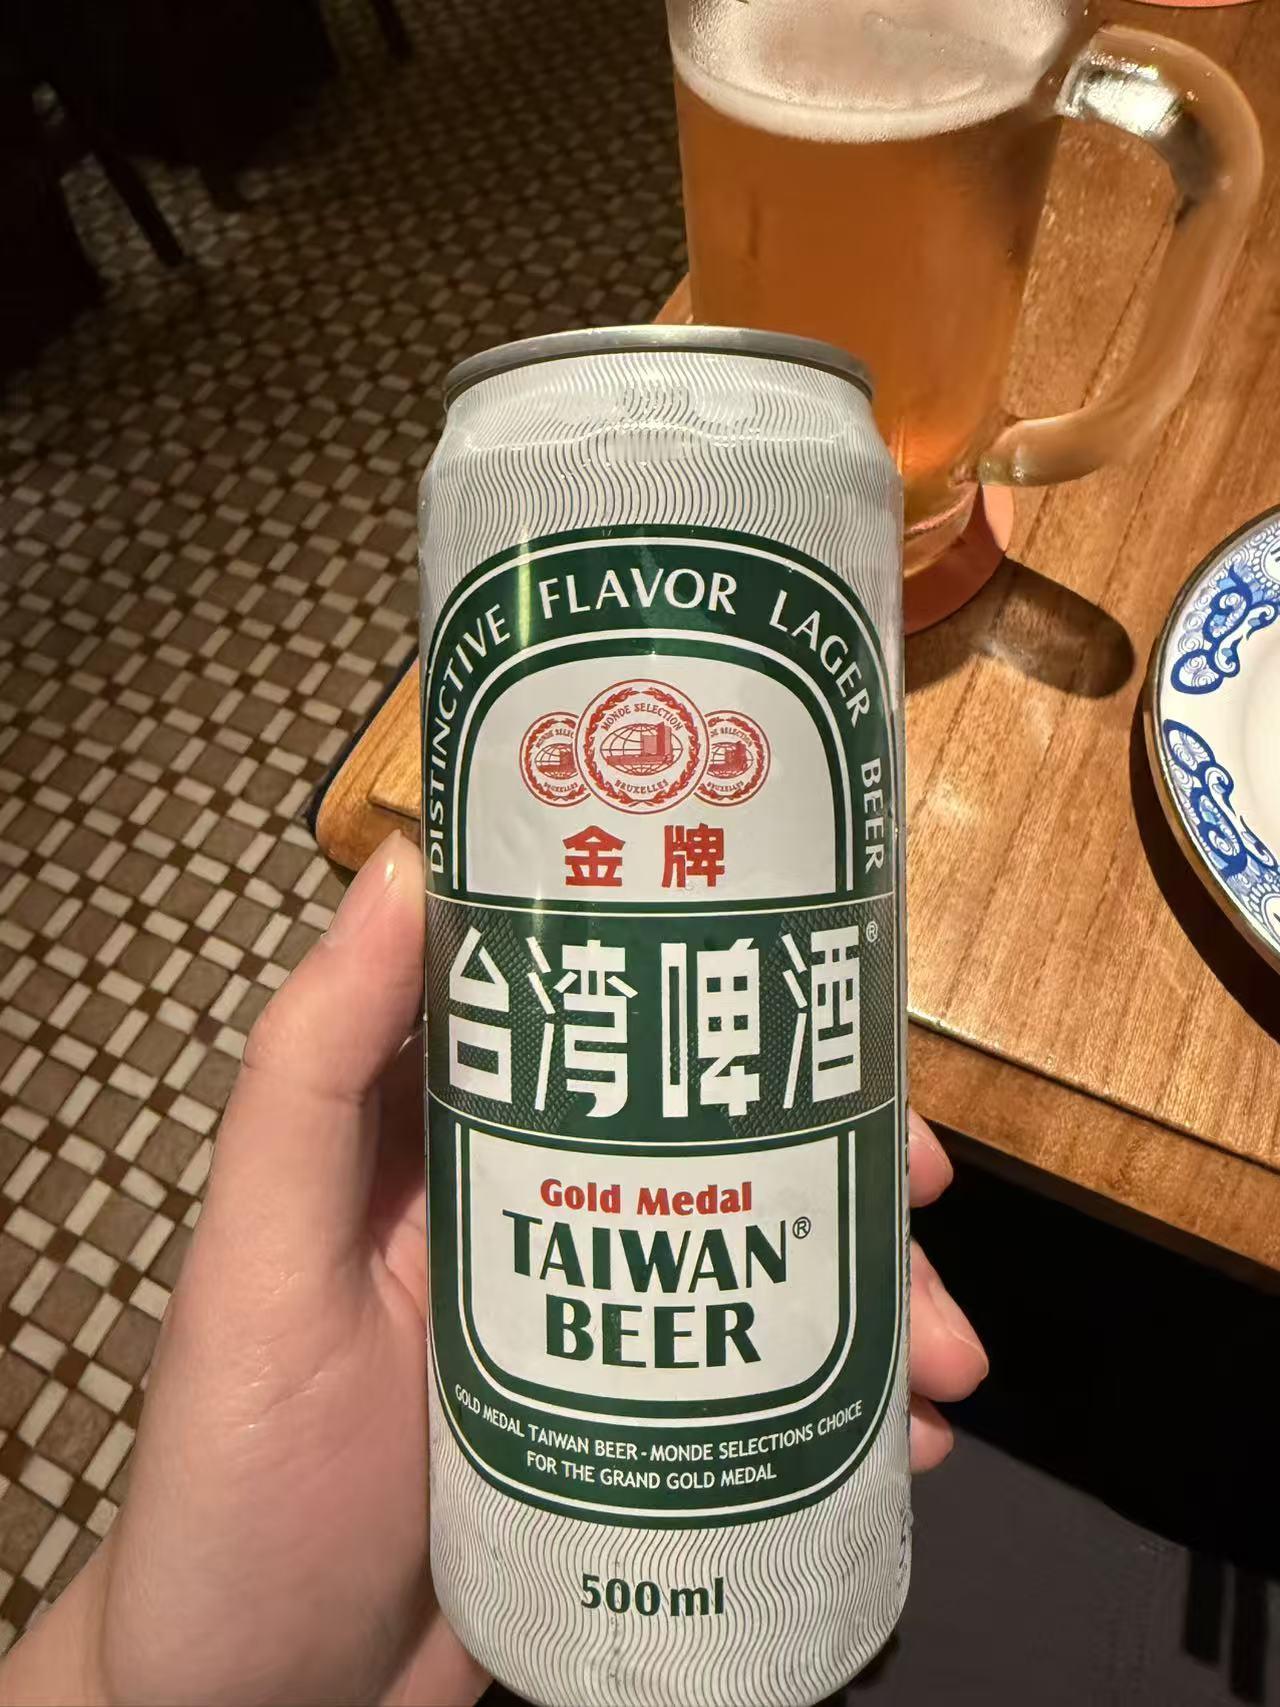 DISTINCTIVE FLAVOR LAGER BEER
MONDE SELECTION
BRUXELLES
金牌
台湾啤酒®
Gold Medal
TAIWAN®
BEER
GOLD MEDAL TAIWAN BEER - MONDE SELECTIONS CHOICE
FOR THE GRAND GOLD MEDAL
500ml